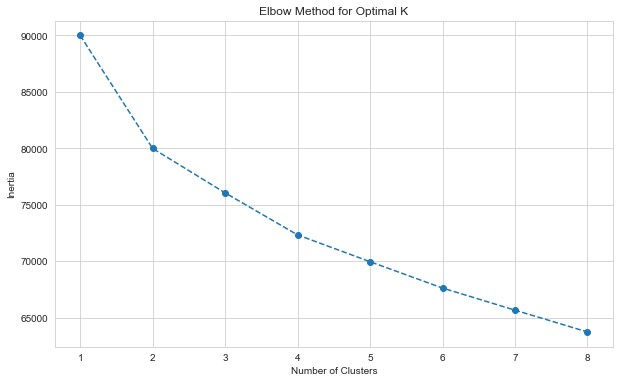 Elbow Method for Optimal K
90000
85000
80000
75000
70000
65000
Inertia
1 2 3 4 5 6 7 8
Number of Clusters